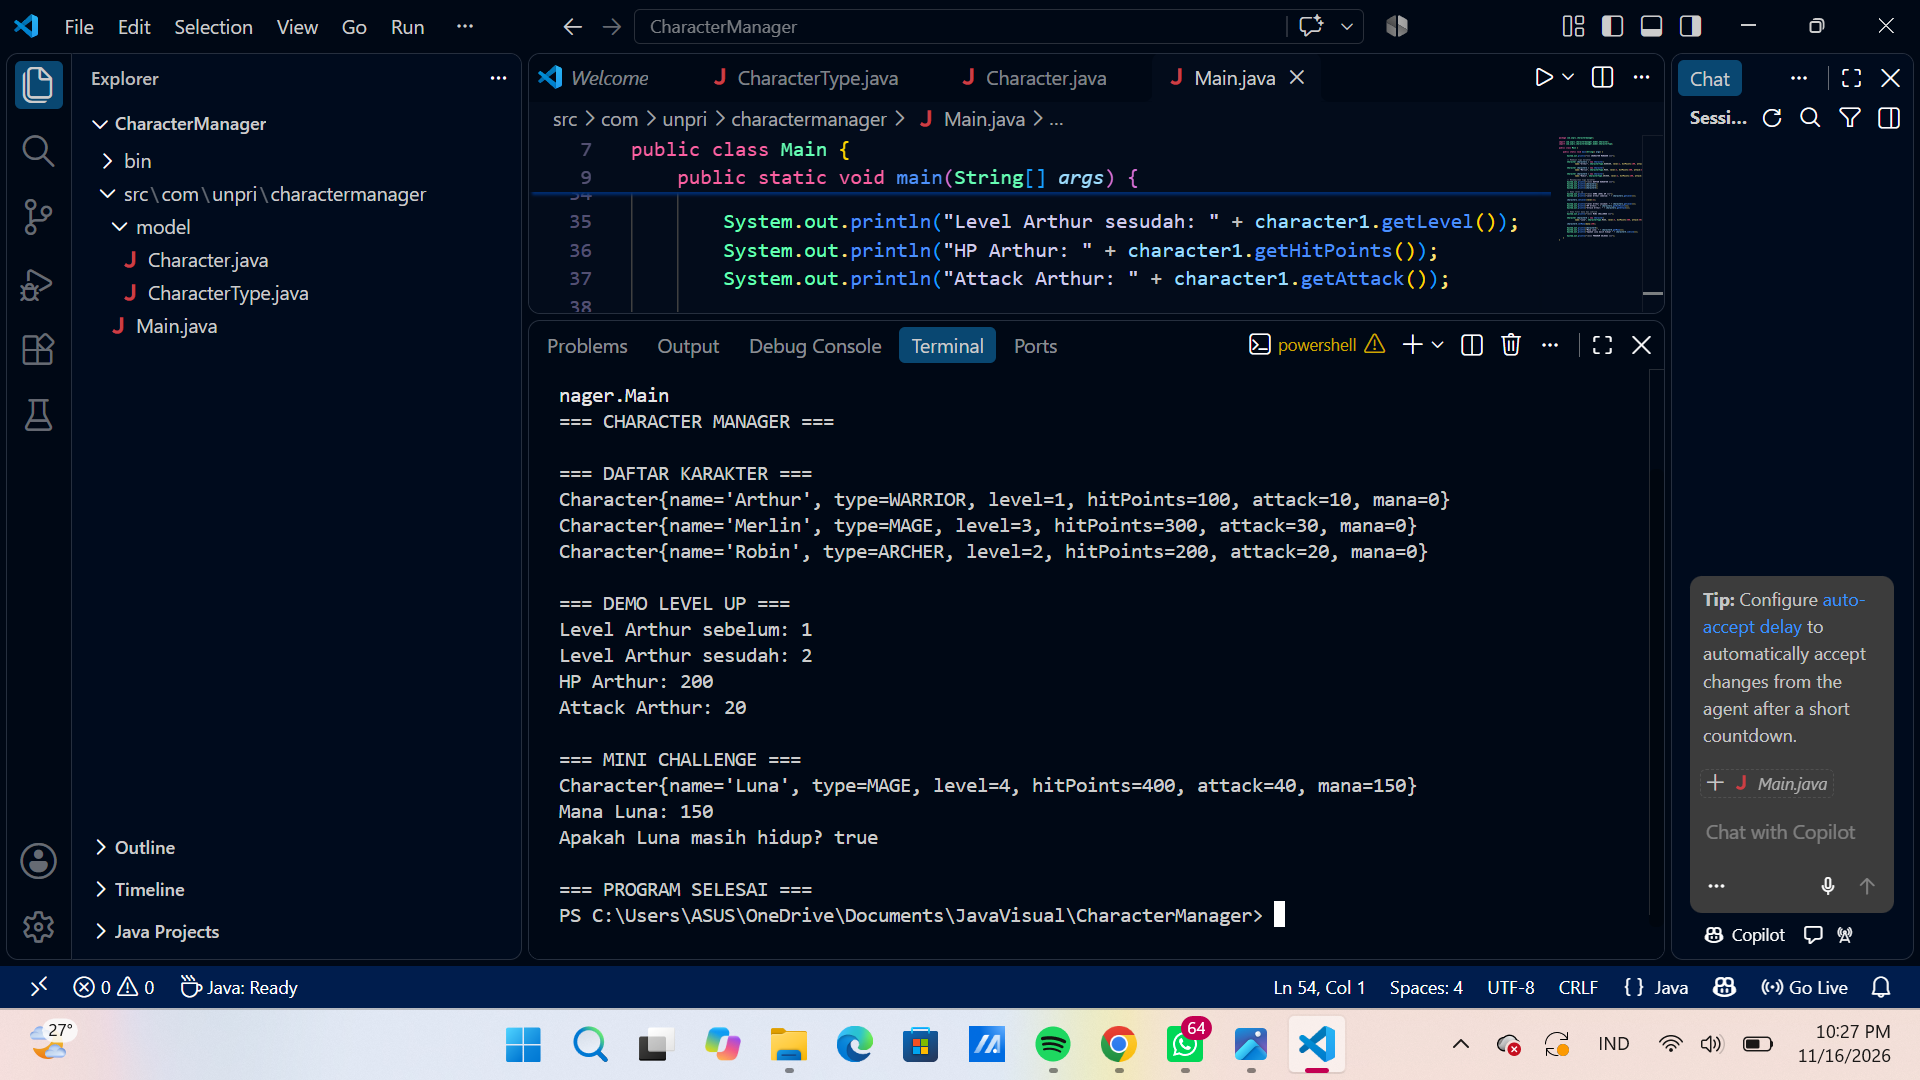 File Edit Selection View Go Run ···
CharacterManager
Explorer
CharacterManager
bin
src\com\unpri\charactermanager
model
J Character.java
J CharacterType.java
J Main.java
Outline
Timeline
Java Projects
Welcome J CharacterType.java J Character.java J Main.java
src > com > unpri > charactermanager > J Main.java > ...
7 public class Main {
9 public static void main(String[] args) {
34
35 System.out.println("Level Arthur sesudah: " + character1.getLevel());
36 System.out.println("HP Arthur: " + character1.getHitPoints());
37 System.out.println("Attack Arthur: " + character1.getAttack());
38
Problems Output Debug Console Terminal Ports
powershell
nager.Main
=== CHARACTER MANAGER ===
=== DAFTAR KARAKTER ===
Character{name='Arthur', type=WARRIOR, level=1, hitPoints=100, attack=10, mana=0}
Character{name='Merlin', type=MAGE, level=3, hitPoints=300, attack=30, mana=0}
Character{name='Robin', type=ARCHER, level=2, hitPoints=200, attack=20, mana=0}
=== DEMO LEVEL UP ===
Level Arthur sebelum: 1
Level Arthur sesudah: 2
HP Arthur: 200
Attack Arthur: 20
=== MINI CHALLENGE ===
Character{name='Luna', type=MAGE, level=4, hitPoints=400, attack=40, mana=150}
Mana Luna: 150
Apakah Luna masih hidup? true
=== PROGRAM SELESAI ===
PS C:\Users\ASUS\OneDrive\Documents\JavaVisual\CharacterManager>
Chat
Sessi...
Tip: Configure auto-
accept delay to
automatically accept
changes from the
agent after a short
countdown.
J Main.java
Chat with Copilot
Copilot
0 0 Java: Ready
Ln 54, Col 1 Spaces: 4 UTF-8 CRLF {} Java Go Live
27°
64
IND
10:27 PM
11/16/2026